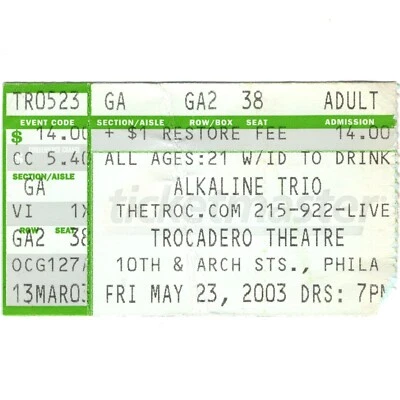 TRO523 GA GA2 38 ADULT
EVENT CODE SECTION/AISLE ROW/BOX SEAT ADMISSION
$ 14.00 + $1 RESTORE FEE 14.00
CC 5.40 ALL AGES:21 W/ID TO DRINK
SECTION/AISLE
GA ALKALINE TRIO
VI 1X THETROC.COM 215-922-LIVE
ROW SEAT
GA2 38 TROCADERO THEATRE
OCG127A 10TH & ARCH STS., PHILA
13MAR03 FRI MAY 23, 2003 DRS: 7PM
ticketmaster